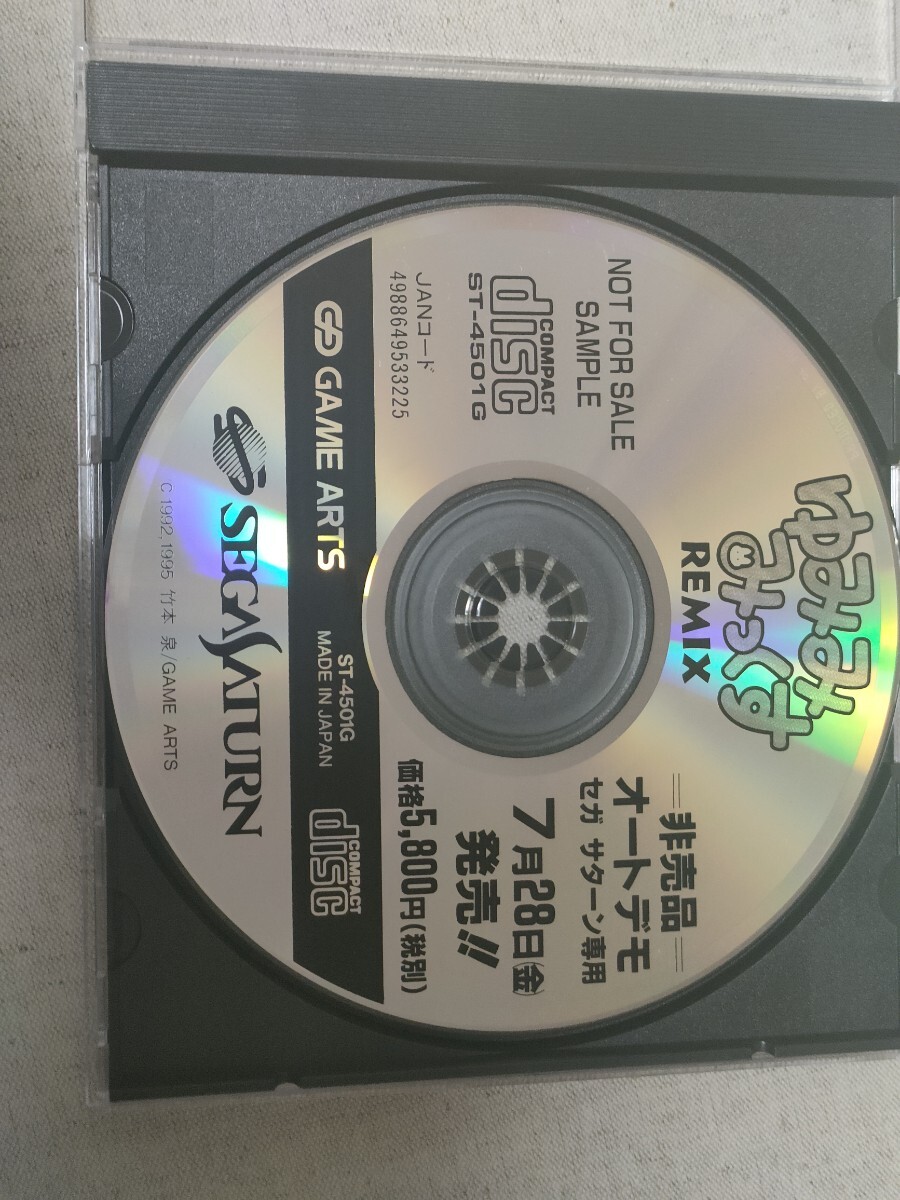 ゆみみ
みっくす
REMIX
NOT FOR SALE
SAMPLE
COMPACT
disc
ST-4501G
JANコード
4988649533225
非売品
オートデモ
セガ サターン専用
7月28日(金)
発売!!
価格5,800円(税別)
GAME ARTS
ST-4501G
MADE IN JAPAN
COMPACT
disc
SEGA SATURN
C 1992,1995 竹本 泉/GAME ARTS